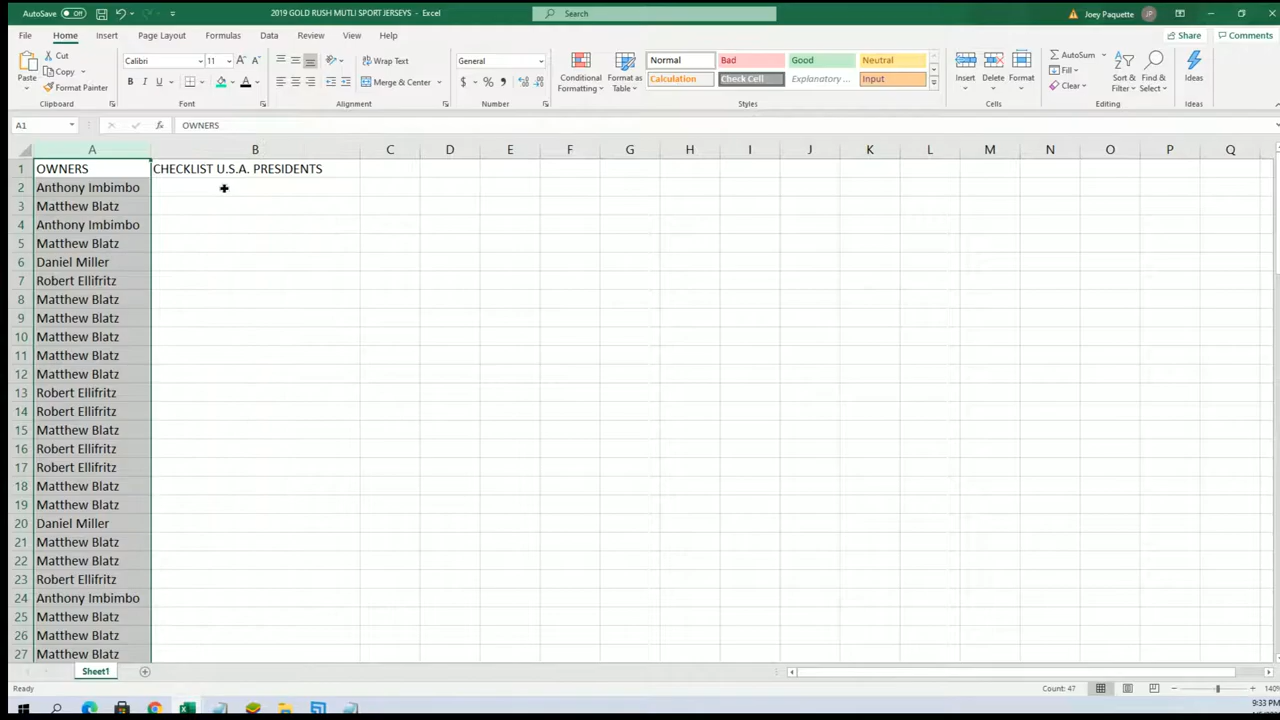 AutoSave Off 2019 GOLD RUSH MUTLI SPORT JERSEYS - Excel Search Joey Paquette JP
File Home Insert Page Layout Formulas Data Review View Help Share Comments
Paste Cut Copy Format Painter Clipboard
Calibri 11 A A B I U A Font
Wrap Text Merge & Center Alignment
General $ % , Number
Conditional Formatting Format as Table Normal Bad Good Neutral
Calculation Check Cell Explanatory ... Input Styles
Insert Delete Format Cells
AutoSum Fill Clear Sort & Filter Find & Select Editing
Ideas Ideas
A1 fx OWNERS
A B C D E F G H I J K L M N O P Q
1 OWNERS CHECKLIST U.S.A. PRESIDENTS
2 Anthony Imbimbo
3 Matthew Blatz
4 Anthony Imbimbo
5 Matthew Blatz
6 Daniel Miller
7 Robert Ellifritz
8 Matthew Blatz
9 Matthew Blatz
10 Matthew Blatz
11 Matthew Blatz
12 Matthew Blatz
13 Robert Ellifritz
14 Robert Ellifritz
15 Matthew Blatz
16 Robert Ellifritz
17 Robert Ellifritz
18 Matthew Blatz
19 Matthew Blatz
20 Daniel Miller
21 Matthew Blatz
22 Matthew Blatz
23 Robert Ellifritz
24 Anthony Imbimbo
25 Matthew Blatz
26 Matthew Blatz
27 Matthew Blatz
Sheet1
Ready Count: 47 140%
9:33 PM